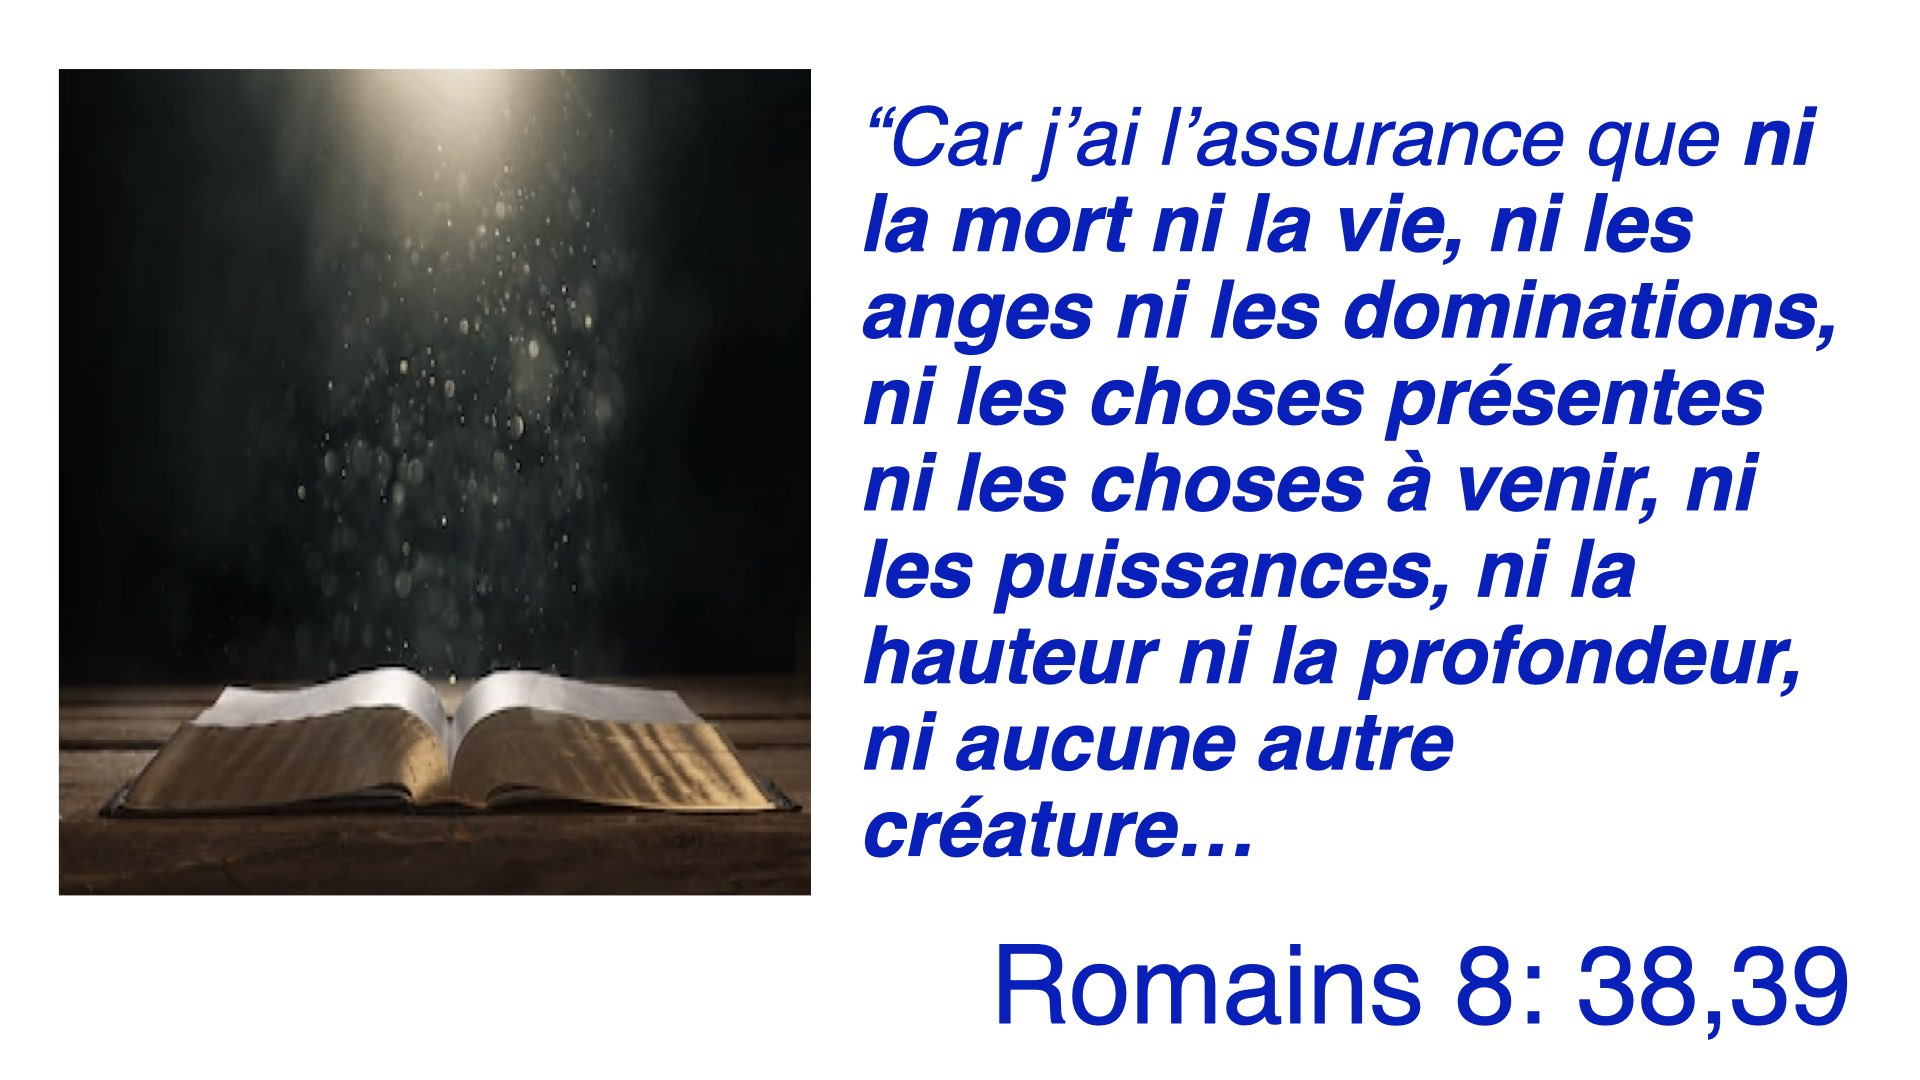 “Car j’ai l’assurance que ni
la mort ni la vie, ni les
anges ni les dominations,
ni les choses présentes
ni les choses à venir, ni
les puissances, ni la
hauteur ni la profondeur,
ni aucune autre
créature…
Romains 8: 38,39